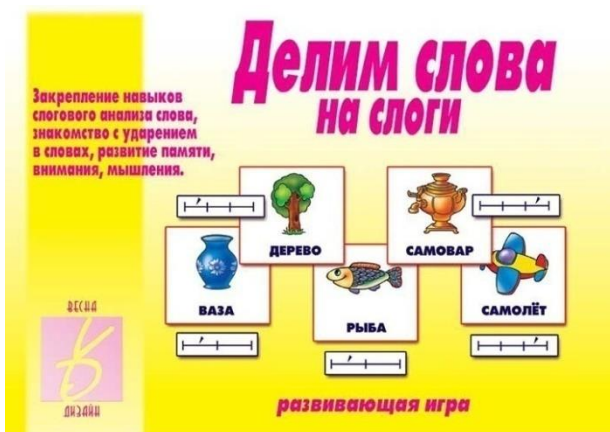 Делим слова
на слоги
Закрепление навыков
слогового анализа слова,
знакомство с ударением
в словах, развитие памяти,
внимания, мышления.
ДЕРЕВО
САМОВАР
ВАЗА
РЫБА
САМОЛЁТ
ВЕСНА
ДИЗАЙН
развивающая игра